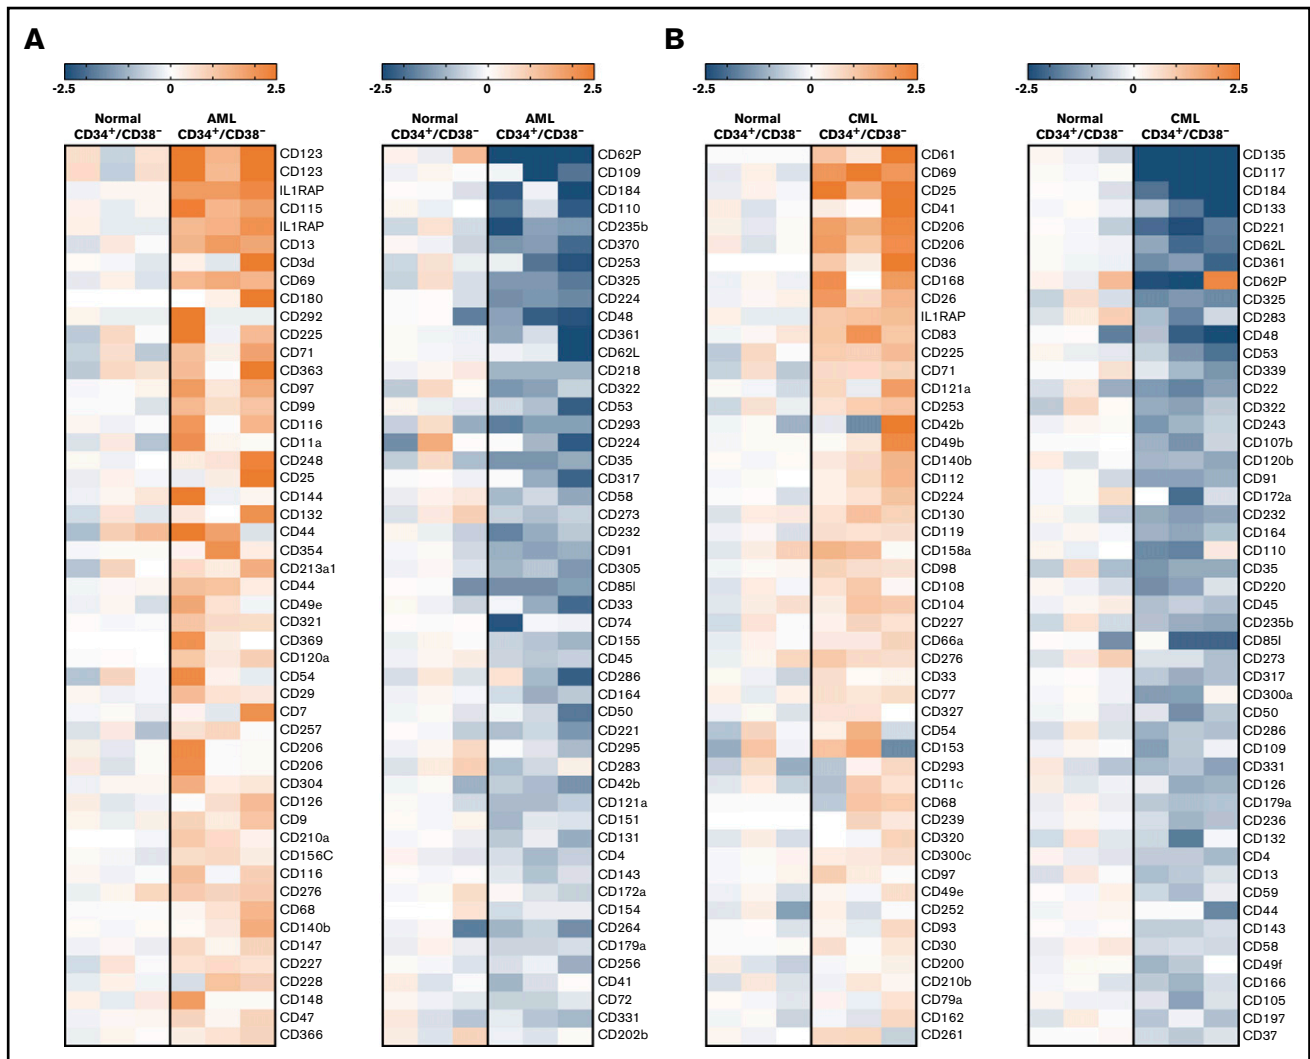 A
B
-2.5 0 2.5
-2.5 0 2.5
-2.5 0 2.5
-2.5 0 2.5
Normal CD34+/CD38−
AML CD34+/CD38−
CD123
CD123
IL1RAP
CD115
IL1RAP
CD13
CD3d
CD69
CD180
CD292
CD225
CD71
CD363
CD97
CD99
CD116
CD11a
CD248
CD25
CD144
CD132
CD44
CD354
CD213a1
CD44
CD49e
CD321
CD369
CD120a
CD54
CD29
CD7
CD257
CD206
CD206
CD304
CD126
CD9
CD210a
CD156C
CD116
CD276
CD68
CD140b
CD147
CD227
CD228
CD148
CD47
CD366
Normal CD34+/CD38−
AML CD34+/CD38−
CD62P
CD109
CD184
CD110
CD235b
CD370
CD253
CD325
CD224
CD48
CD361
CD62L
CD218
CD322
CD53
CD293
CD224
CD35
CD317
CD58
CD273
CD232
CD91
CD305
CD85I
CD33
CD74
CD155
CD45
CD286
CD164
CD50
CD221
CD295
CD283
CD42b
CD121a
CD151
CD131
CD4
CD143
CD172a
CD154
CD264
CD179a
CD256
CD41
CD72
CD331
CD202b
Normal CD34+/CD38−
CML CD34+/CD38−
CD61
CD69
CD25
CD41
CD206
CD206
CD36
CD168
CD26
IL1RAP
CD83
CD225
CD71
CD121a
CD253
CD42b
CD49b
CD140b
CD112
CD224
CD130
CD119
CD158a
CD98
CD108
CD104
CD227
CD66a
CD276
CD33
CD77
CD327
CD54
CD153
CD293
CD11c
CD68
CD239
CD320
CD300c
CD97
CD49e
CD252
CD93
CD30
CD200
CD210b
CD79a
CD162
CD261
Normal CD34+/CD38−
CML CD34+/CD38−
CD135
CD117
CD184
CD133
CD221
CD62L
CD361
CD62P
CD325
CD283
CD48
CD53
CD339
CD22
CD322
CD243
CD107b
CD120b
CD91
CD172a
CD232
CD164
CD110
CD35
CD220
CD45
CD235b
CD85I
CD273
CD317
CD300a
CD50
CD286
CD109
CD331
CD126
CD179a
CD236
CD132
CD4
CD13
CD59
CD44
CD143
CD58
CD49f
CD166
CD105
CD197
CD37